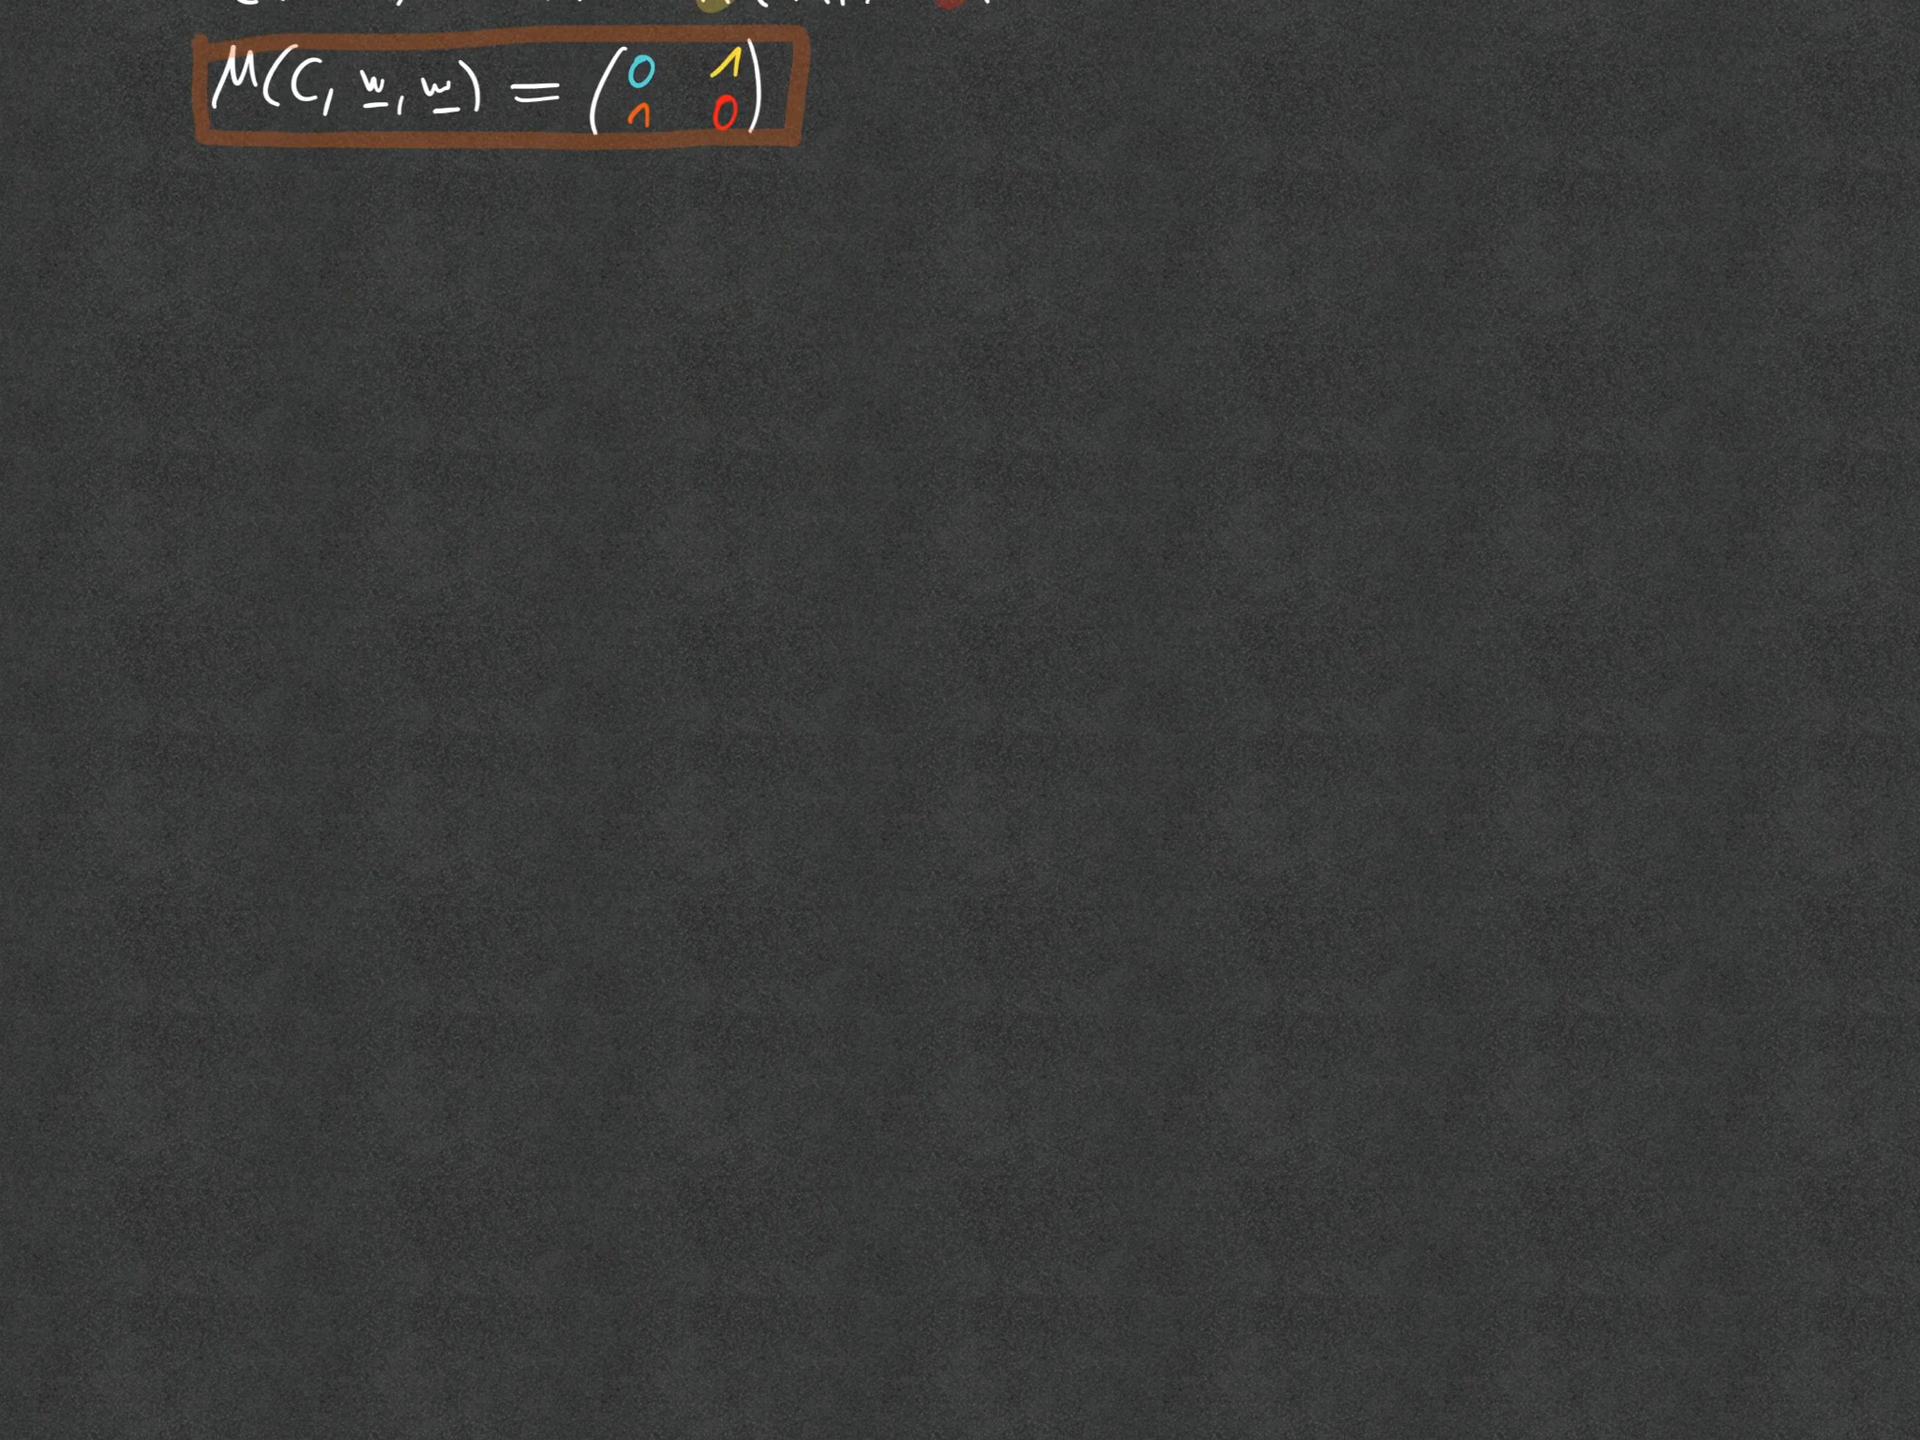 M(C, w, w) = (0 1
1 0)